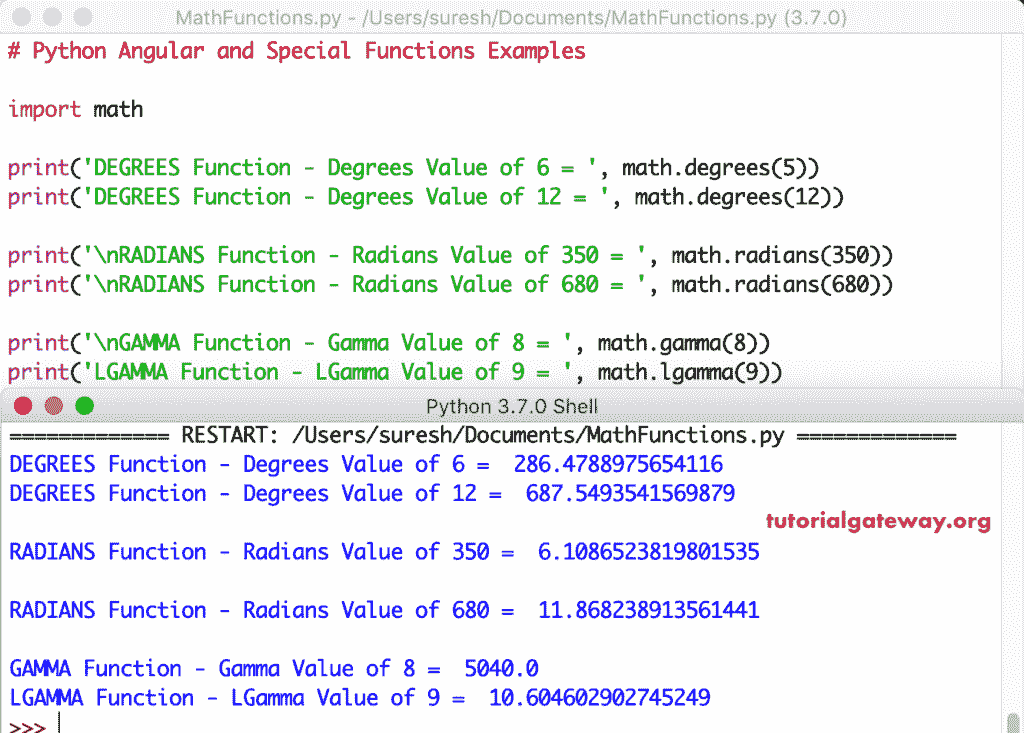 MathFunctions.py - /Users/suresh/Documents/MathFunctions.py (3.7.0)
# Python Angular and Special Functions Examples
import math
print('DEGREES Function - Degrees Value of 6 = ', math.degrees(5))
print('DEGREES Function - Degrees Value of 12 = ', math.degrees(12))
print('\nRADIANS Function - Radians Value of 350 = ', math.radians(350))
print('\nRADIANS Function - Radians Value of 680 = ', math.radians(680))
print('\nGAMMA Function - Gamma Value of 8 = ', math.gamma(8))
print('LGAMMA Function - LGamma Value of 9 = ', math.lgamma(9))
Python 3.7.0 Shell
============= RESTART: /Users/suresh/Documents/MathFunctions.py =============
DEGREES Function - Degrees Value of 6 =  286.4788975654116
DEGREES Function - Degrees Value of 12 =  687.5493541569879
tutorialgateway.org
RADIANS Function - Radians Value of 350 =  6.1086523819801535
RADIANS Function - Radians Value of 680 =  11.868238913561441
GAMMA Function - Gamma Value of 8 =  5040.0
LGAMMA Function - LGamma Value of 9 =  10.604602902745249
>>>